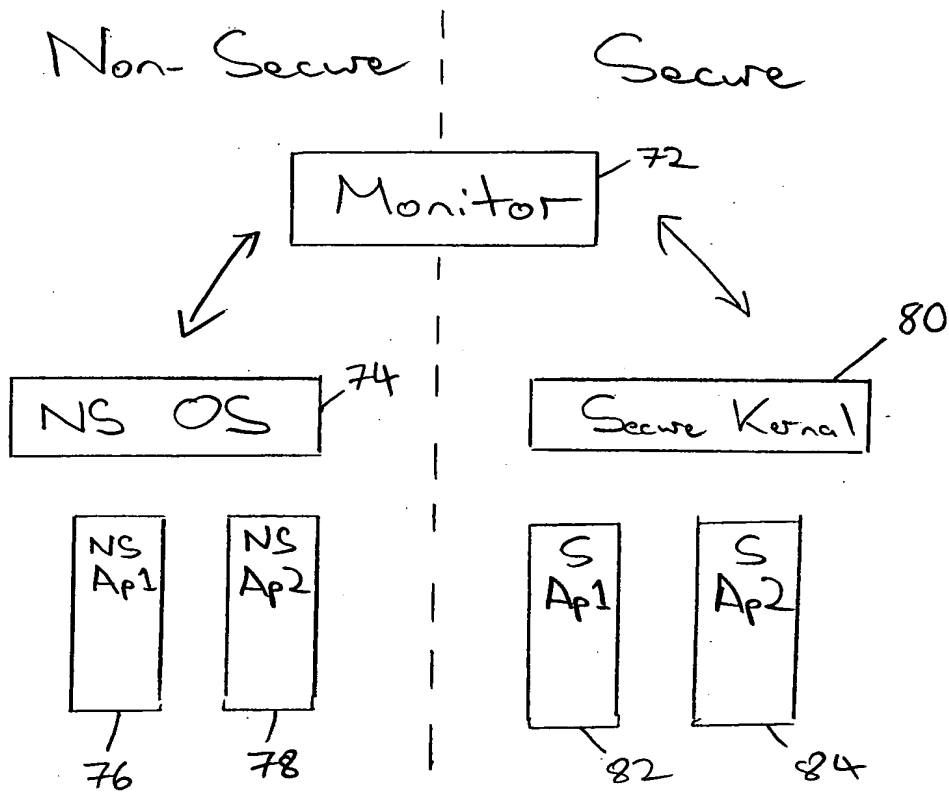 Non-Secure
Secure
Monitor
72
NS OS
74
Secure Kernal
80
NS
Ap1
NS
Ap2
S
Ap1
S
Ap2
76
78
82
84